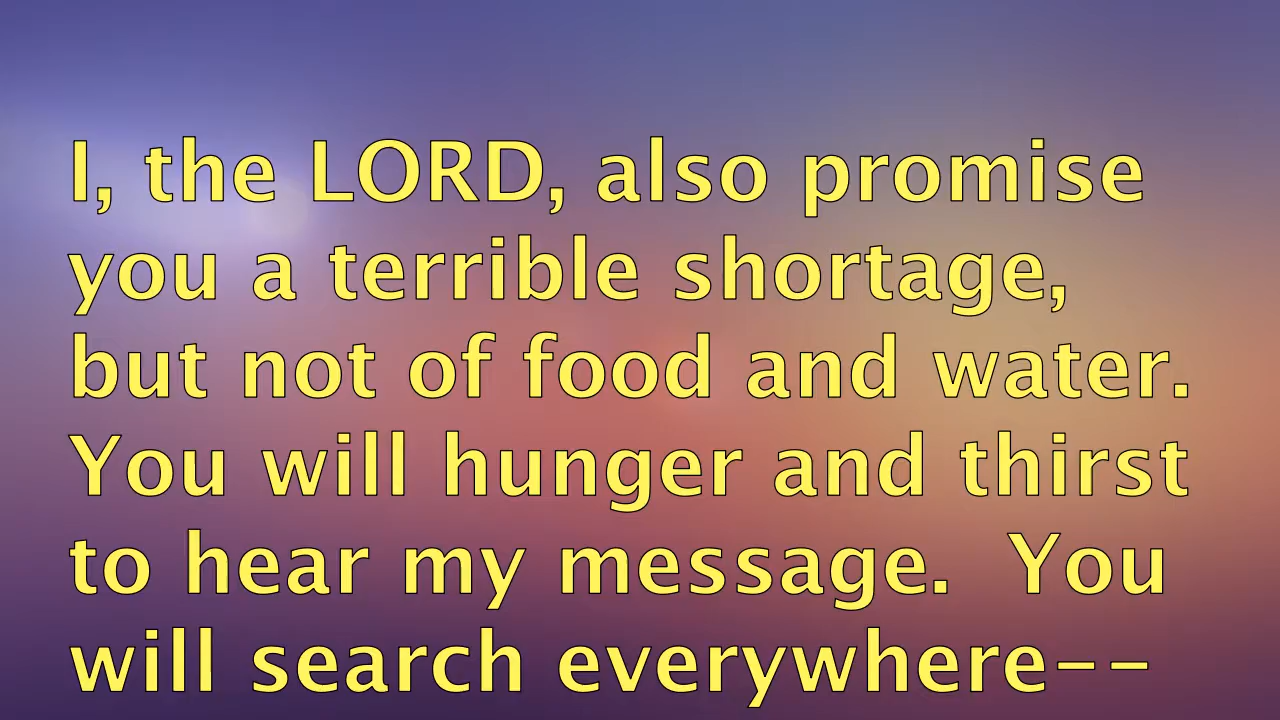 I, the LORD, also promise
you a terrible shortage,
but not of food and water.
You will hunger and thirst
to hear my message.  You
will search everywhere--